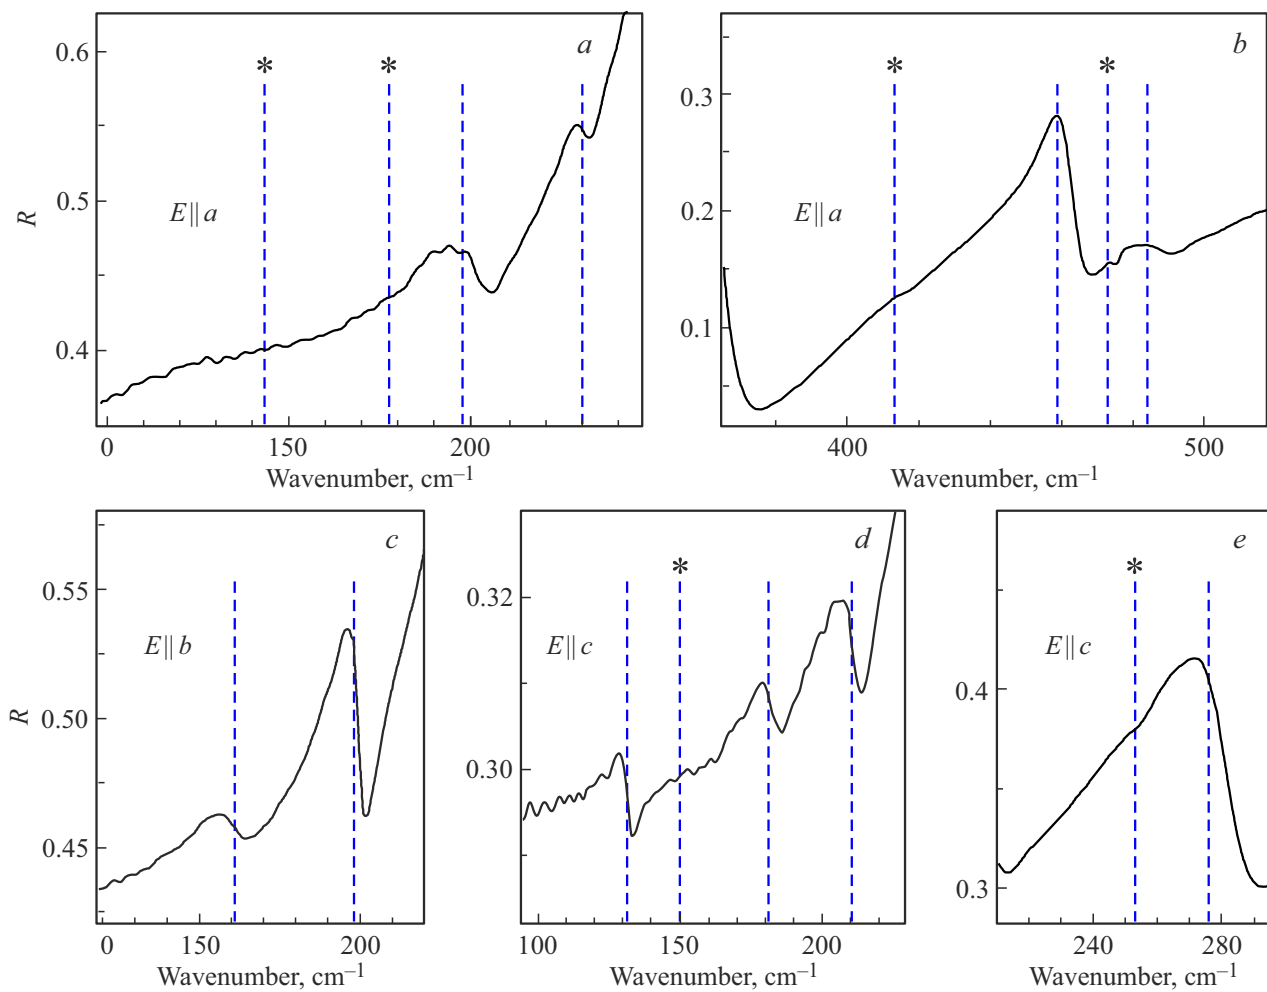 a
*
*
0.6
0.5
0.4
R
E||a
0
150
200
Wavenumber, cm–1
b
*
*
0.3
0.2
0.1
E||a
400
500
Wavenumber, cm–1
c
0.55
0.50
0.45
R
E||b
0
150
200
Wavenumber, cm–1
d
*
0.32
0.30
E||c
100
150
200
Wavenumber, cm–1
e
*
0.4
0.3
E||c
240
280
Wavenumber, cm–1